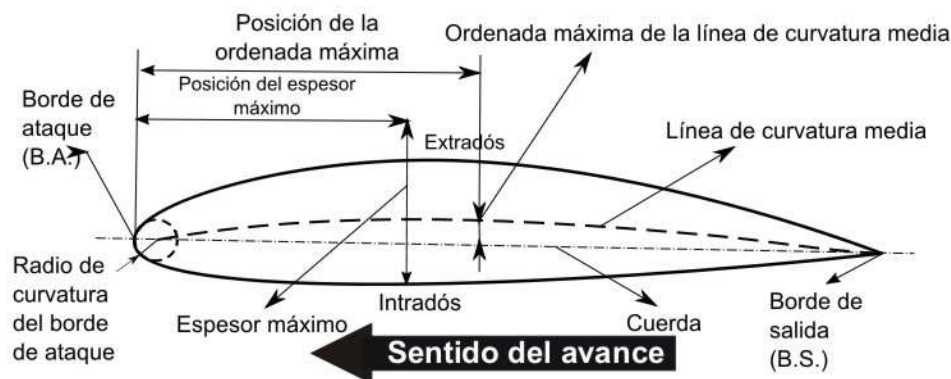 Posición de la
ordenada máxima
Ordenada máxima de la línea de curvatura media
Posición del espesor
máximo
Borde de
ataque
(B.A.)
Extradós
Línea de curvatura media
Radio de
curvatura
del borde
de ataque
Intradós
Espesor máximo
Cuerda
Borde de
salida
(B.S.)
Sentido del avance